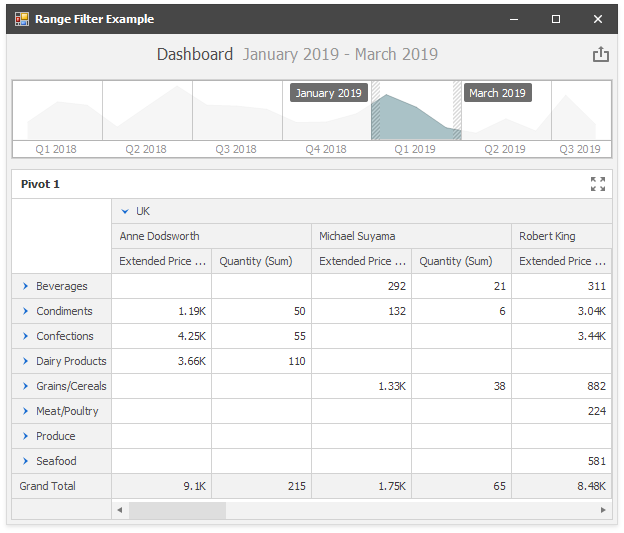 Range Filter Example
Dashboard January 2019 - March 2019
January 2019 March 2019
Q1 2018 Q2 2018 Q3 2018 Q4 2018 Q1 2019 Q2 2019 Q3 2019
Pivot 1
UK
Anne Dodsworth Michael Suyama Robert King
Extended Price ... Quantity (Sum) Extended Price ... Quantity (Sum) Extended Price ...
Beverages 292 21 311
Condiments 1.19K 50 132 6 3.04K
Confections 4.25K 55 3.44K
Dairy Products 3.66K 110
Grains/Cereals 1.33K 38 882
Meat/Poultry 224
Produce
Seafood 581
Grand Total 9.1K 215 1.75K 65 8.48K